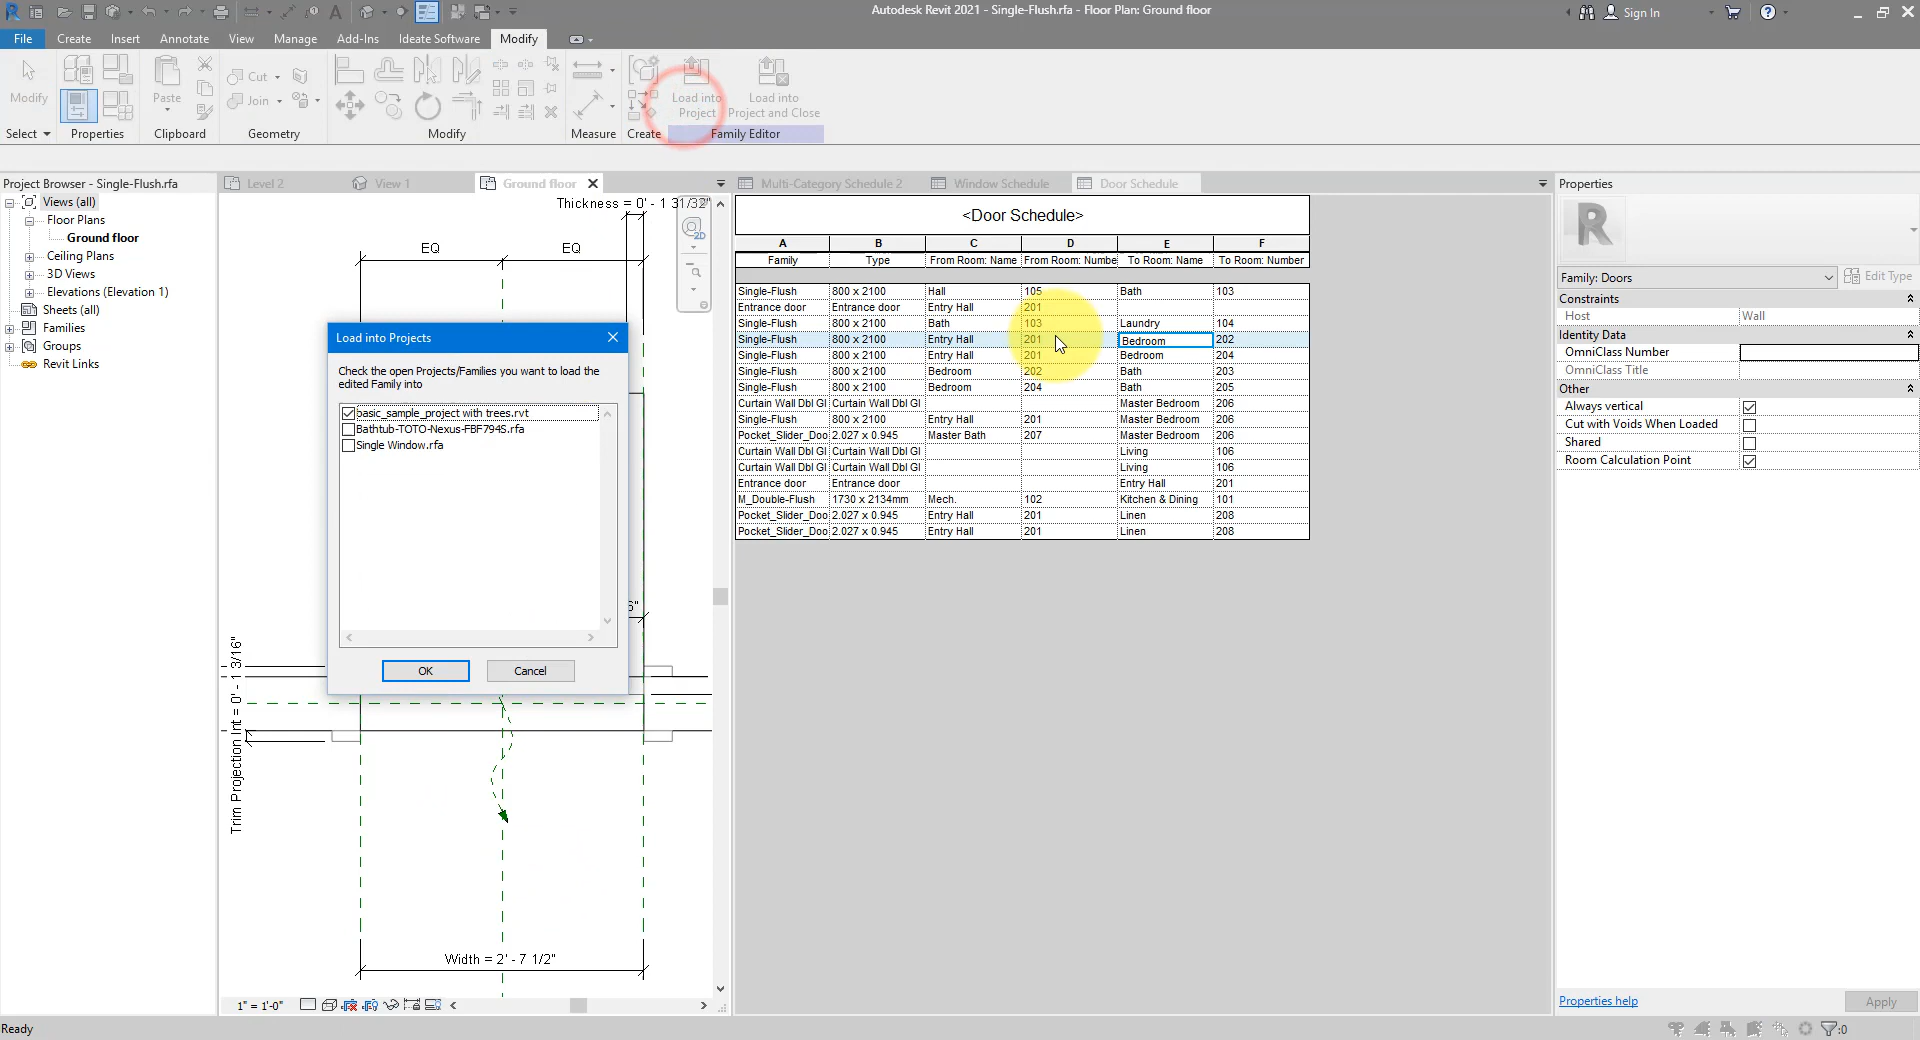 Autodesk Revit 2021 - Single-Flush.rfa - Floor Plan: Ground floor
Sign In
File Create Insert Annotate View Manage Add-Ins Ideate Software Modify
Modify
Paste
Cut
Join
Load into
Project
Load into
Project and Close
Select Properties Clipboard Geometry Modify Measure Create Family Editor
Project Browser - Single-Flush.rfa
Views (all)
Floor Plans
Ground floor
Ceiling Plans
3D Views
Elevations (Elevation 1)
Sheets (all)
Families
Groups
Revit Links
Level 2 View 1 Ground floor
Thickness = 0' - 1 31/32"
EQ EQ
2D
6"
Trim Projection Int = 0' - 1 3/16"
Width = 2' - 7 1/2"
1" = 1'-0"
Load into Projects
Check the open Projects/Families you want to load the
edited Family into
basic_sample_project with trees.rvt
Bathtub-TOTO-Nexus-FBF794S.rfa
Single Window.rfa
OK Cancel
Multi-Category Schedule 2 Window Schedule Door Schedule
<Door Schedule>
A B C D E F
Family Type From Room: Name From Room: Numbe To Room: Name To Room: Number
Single-Flush 800 x 2100 Hall 105 Bath 103
Entrance door Entrance door Entry Hall 201
Single-Flush 800 x 2100 Bath 103 Laundry 104
Single-Flush 800 x 2100 Entry Hall 201 Bedroom 202
Single-Flush 800 x 2100 Entry Hall 201 Bedroom 204
Single-Flush 800 x 2100 Bedroom 202 Bath 203
Single-Flush 800 x 2100 Bedroom 204 Bath 205
Curtain Wall Dbl Gl Curtain Wall Dbl Gl Master Bedroom 206
Single-Flush 800 x 2100 Entry Hall 201 Master Bedroom 206
Pocket_Slider_Doo 2.027 x 0.945 Master Bath 207 Master Bedroom 206
Curtain Wall Dbl Gl Curtain Wall Dbl Gl Living 106
Curtain Wall Dbl Gl Curtain Wall Dbl Gl Living 106
Entrance door Entrance door Entry Hall 201
M_Double-Flush 1730 x 2134mm Mech. 102 Kitchen & Dining 101
Pocket_Slider_Doo 2.027 x 0.945 Entry Hall 201 Linen 208
Pocket_Slider_Doo 2.027 x 0.945 Entry Hall 201 Linen 208
Properties
R
Family: Doors Edit Type
Constraints
Host Wall
Identity Data
OmniClass Number
OmniClass Title
Other
Always vertical
Cut with Voids When Loaded
Shared
Room Calculation Point
Properties help Apply
Ready
:0